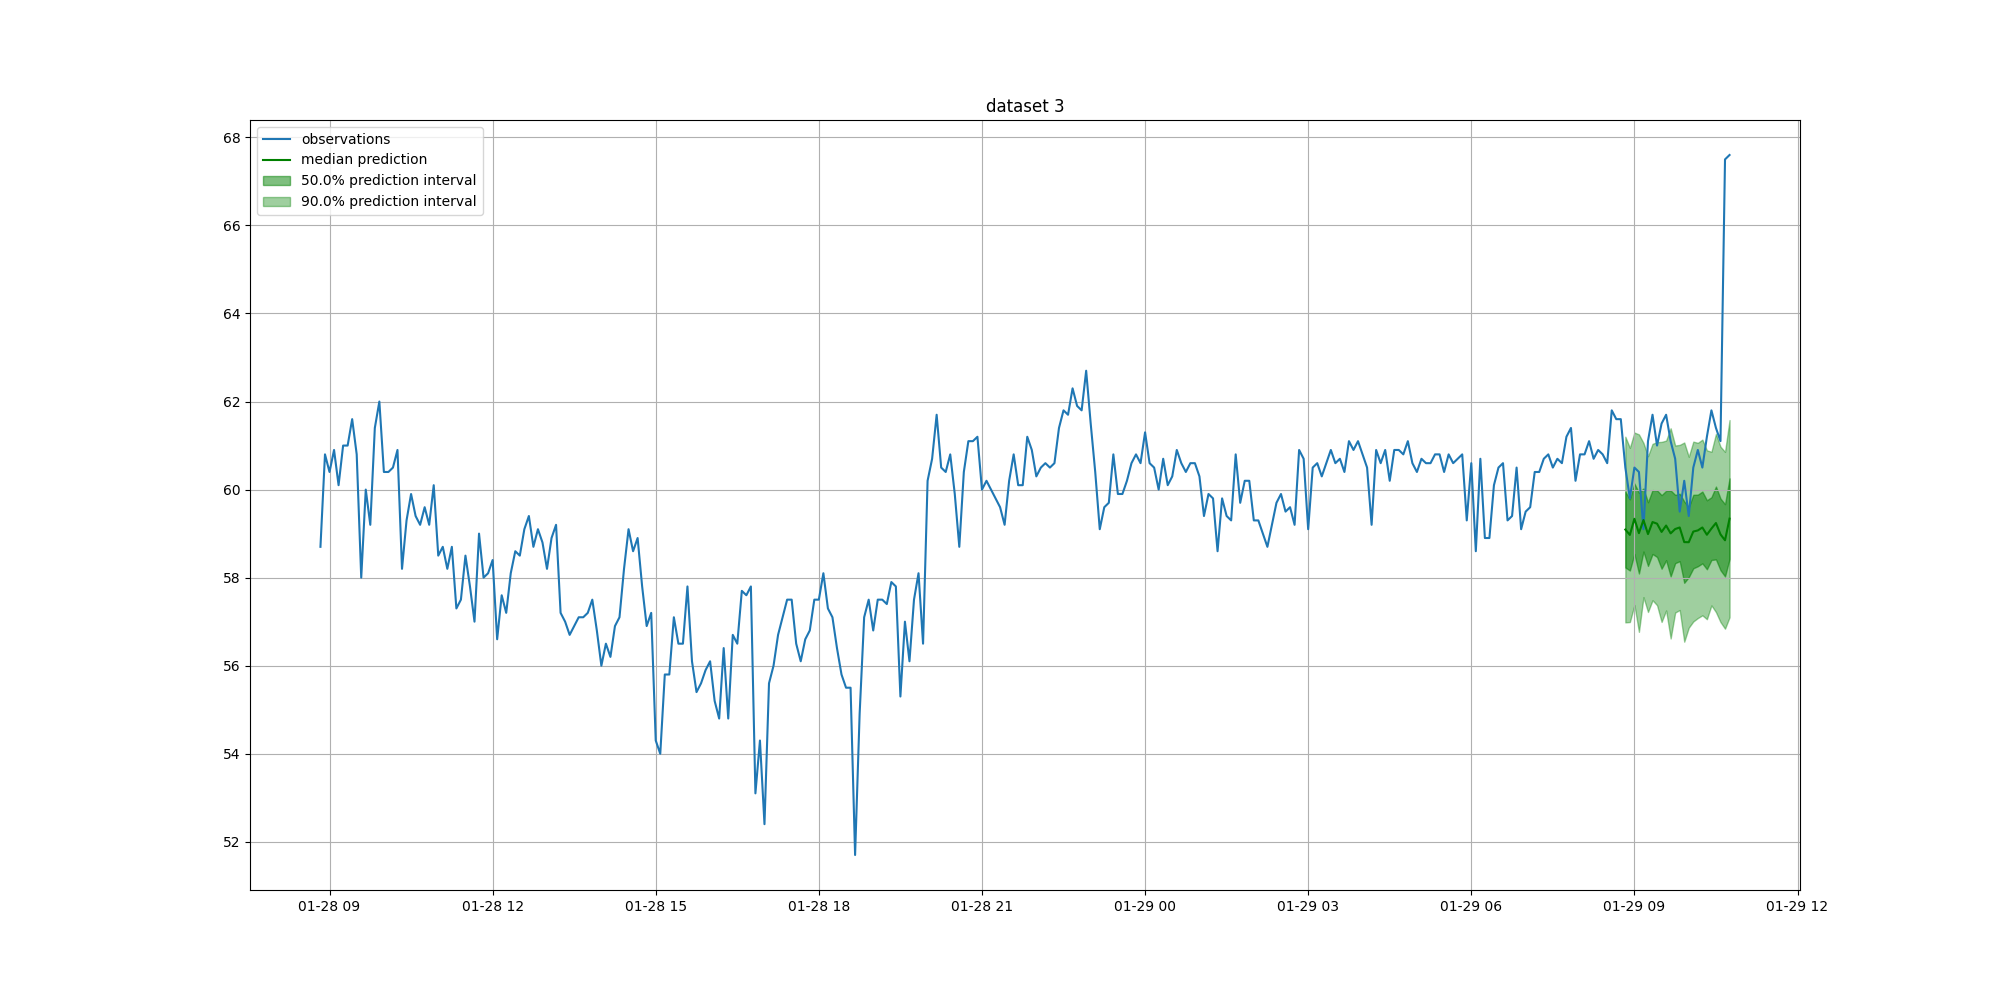 dataset 3
observations
median prediction
50.0% prediction interval
90.0% prediction interval
68
66
64
62
60
58
56
54
52
01-28 09 01-28 12 01-28 15 01-28 18 01-28 21 01-29 00 01-29 03 01-29 06 01-29 09 01-29 12